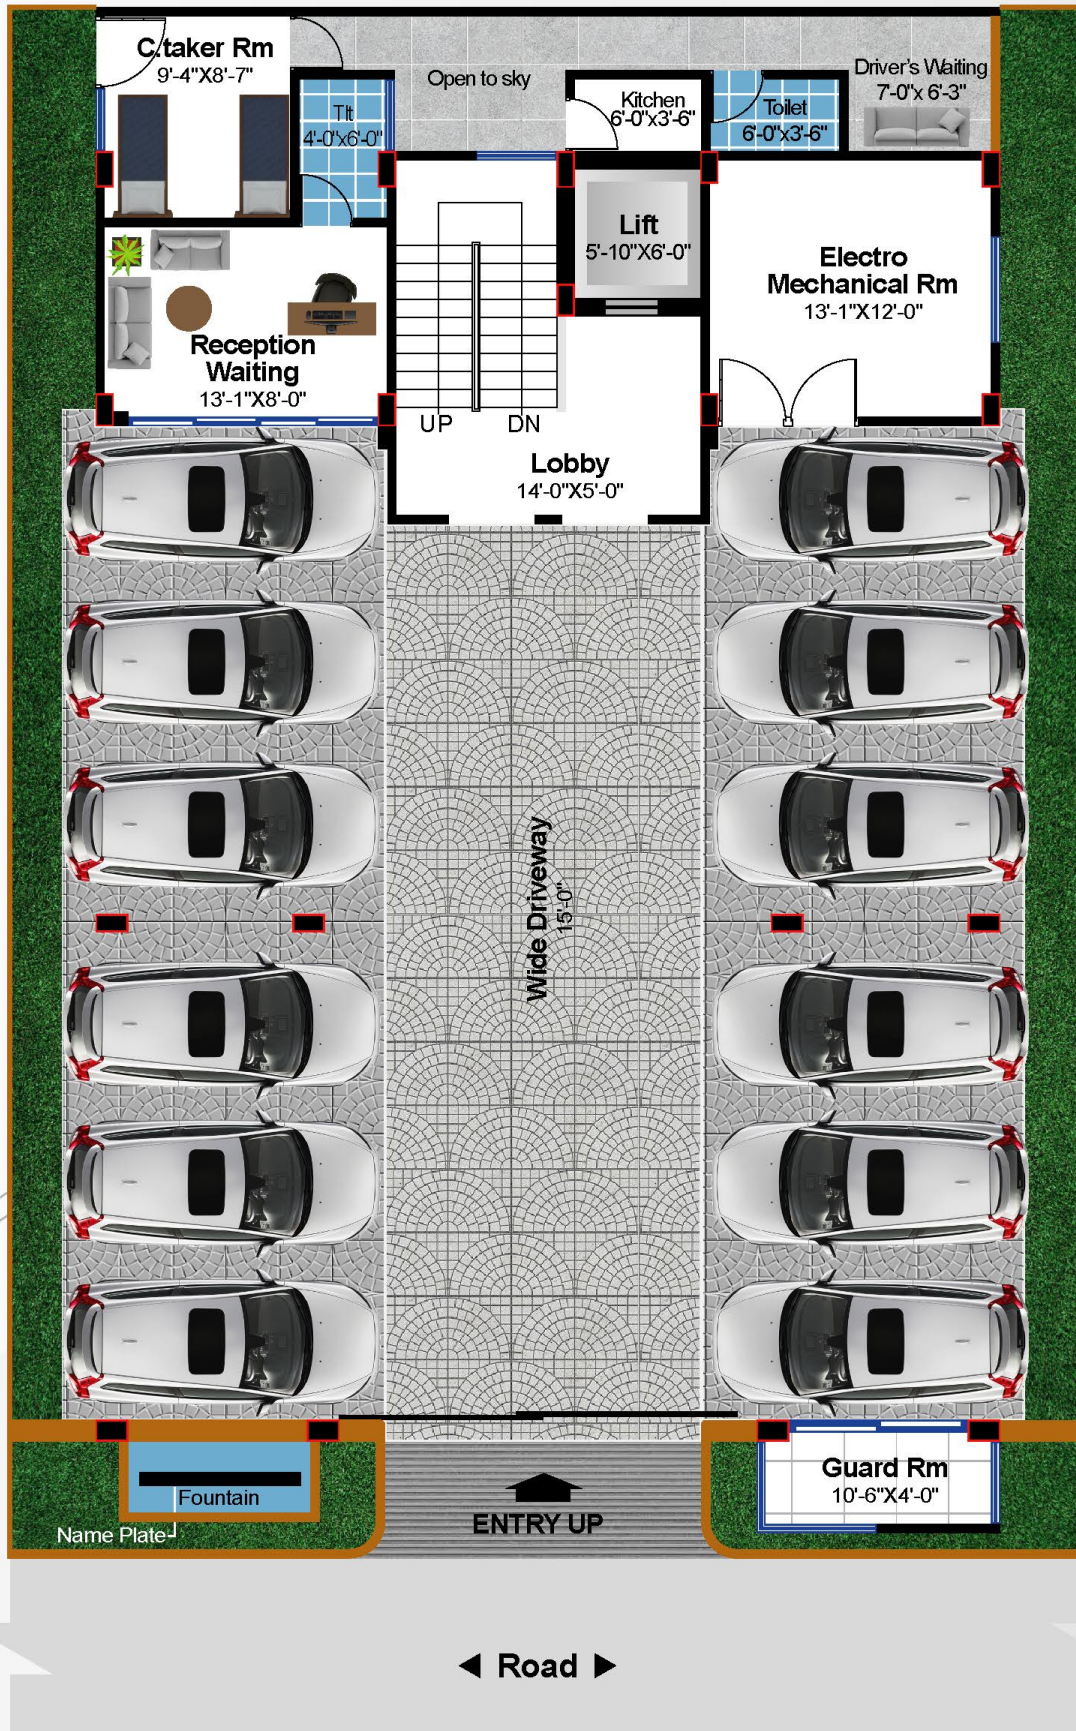 C.taker Rm
9'-4"X8'-7"
Tlt
4'-0"x6'-0"
Open to sky
Kitchen
6'-0"x3'-6"
Toilet
6'-0"x3'-6"
Driver's Waiting
7'-0"x 6'-3"
Lift
5'-10"X6'-0"
Electro
Mechanical Rm
13'-1"X12'-0"
Reception
Waiting
13'-1"X8'-0"
UP
DN
Lobby
14'-0"X5'-0"
Wide Driveway
15'-0"
Fountain
Name Plate
ENTRY UP
Guard Rm
10'-6"X4'-0"
Road